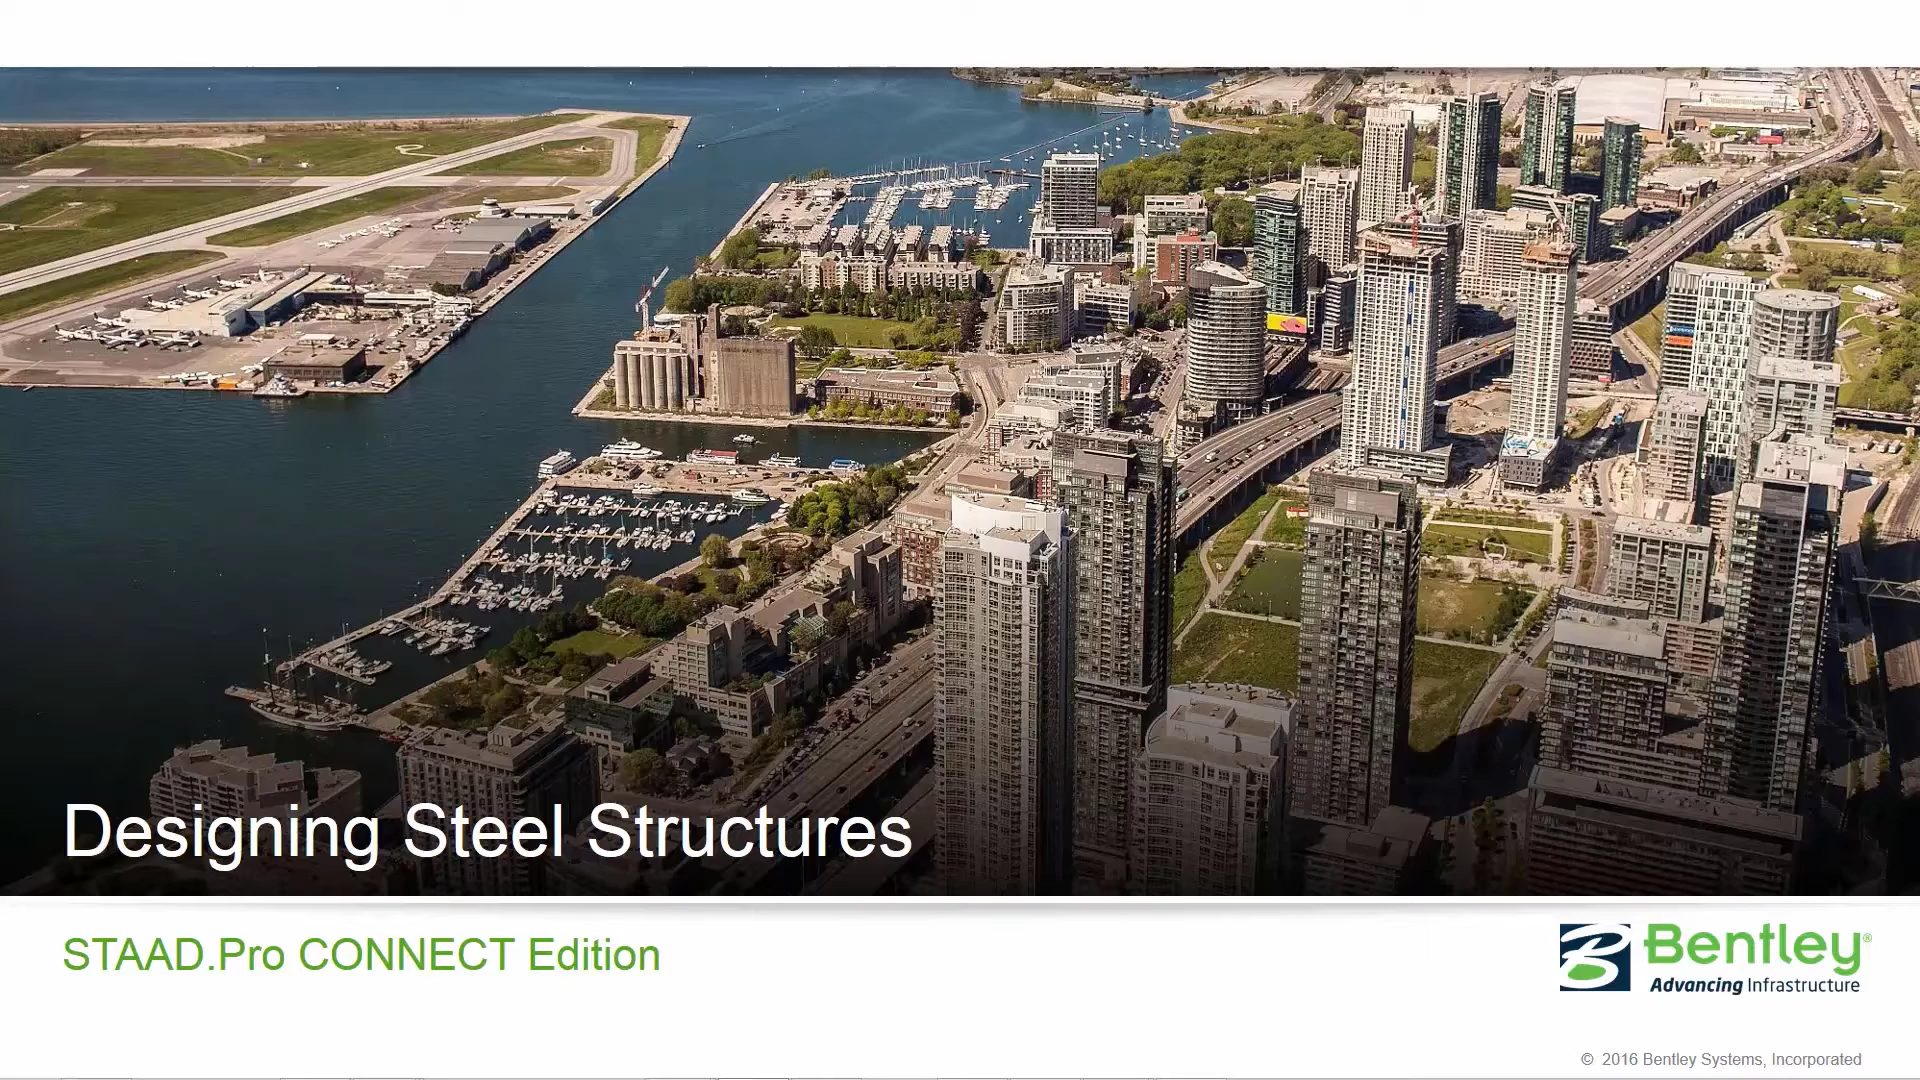 Designing Steel Structures
STAAD.Pro CONNECT Edition
Bentley®
Advancing Infrastructure
© 2016 Bentley Systems, Incorporated